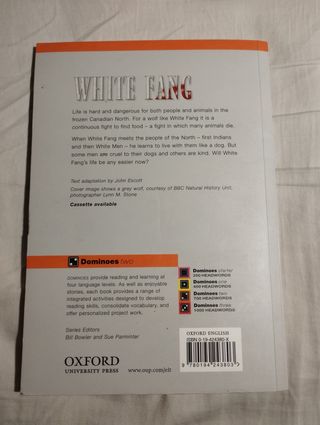 WHITE FANG
Life is hard and dangerous for both people and animals in the
frozen Canadian North. For a wolf like White Fang it is a
continuous fight to find food – a fight in which many animals die.
When White Fang meets the people of the North – first Indians
and then White Men – he learns to live with them like a dog. But
some men are cruel to their dogs and others are kind. Will White
Fang's life be any easier now?
Text adaptation by John Escott
Cover image shows a grey wolf, courtesy of BBC Natural History Unit,
photographer Lynn M. Stone
Cassette available
Dominoes two
DOMINOES provide reading and learning at
four language levels. As well as enjoyable
stories, each book provides a range of
integrated activities designed to develop
reading skills, consolidate vocabulary, and
offer personalized project work.
Series Editors
Bill Bowler and Sue Parminter
OXFORD
UNIVERSITY PRESS
www.oup.com/elt
Dominoes starter
250 HEADWORDS
Dominoes one
400 HEADWORDS
Dominoes two
700 HEADWORDS
Dominoes three
1000 HEADWORDS
OXFORD ENGLISH
ISBN 0-19-424380-X
9 780194 243803